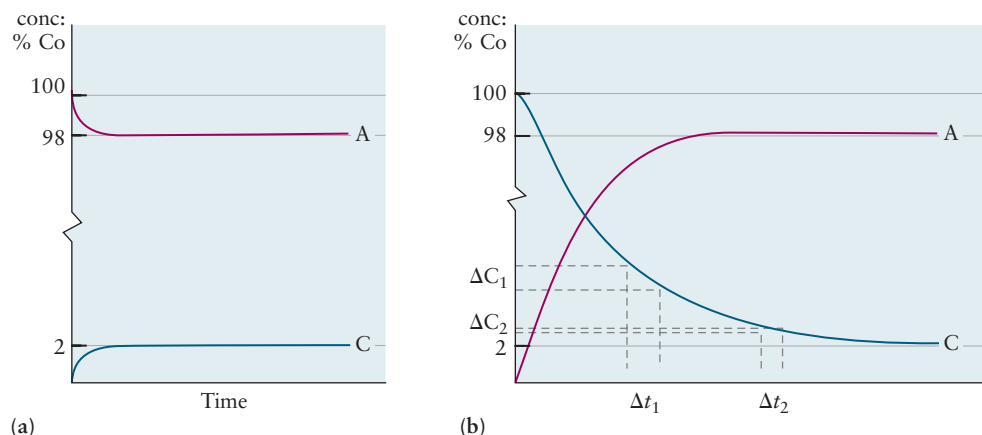 conc:
% Co
100
98
A
2
C
Time
(a)
conc:
% Co
100
98
A
ΔC₁
ΔC₂
2
C
Δt₁
Δt₂
(b)